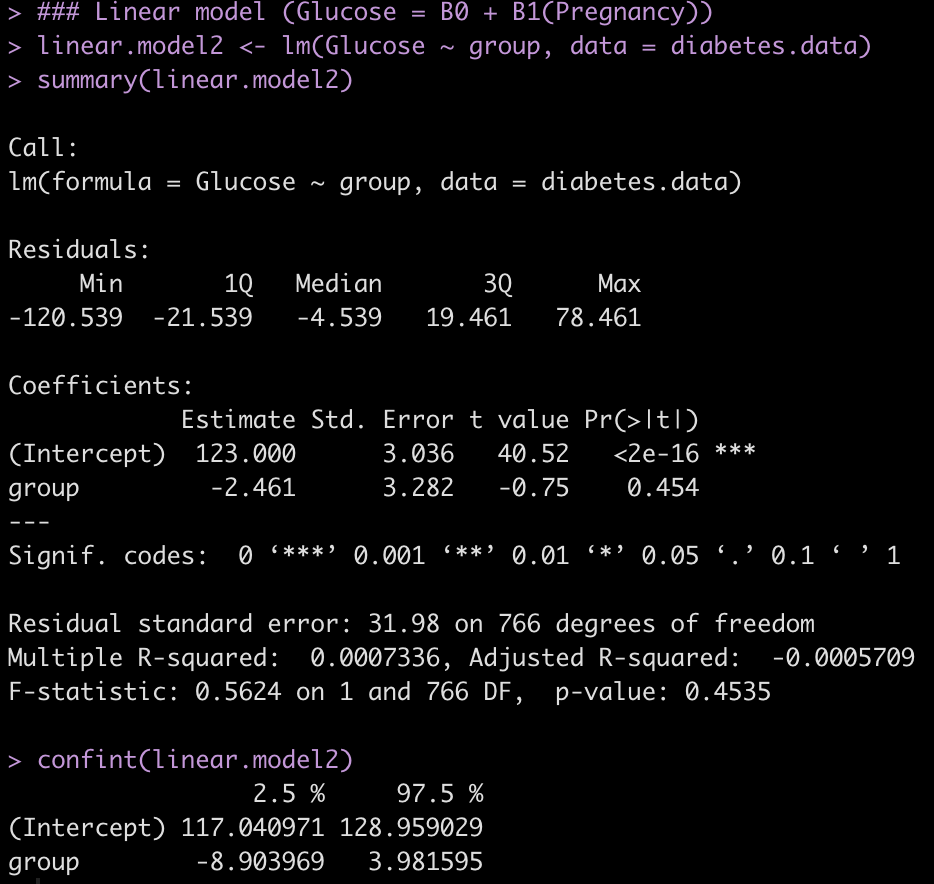 > ### Linear model (Glucose = B0 + B1(Pregnancy))
> linear.model2 <- lm(Glucose ~ group, data = diabetes.data)
> summary(linear.model2)
Call:
lm(formula = Glucose ~ group, data = diabetes.data)
Residuals:
     Min       1Q   Median       3Q      Max
-120.539  -21.539   -4.539   19.461   78.461
Coefficients:
            Estimate Std. Error t value Pr(>|t|)
(Intercept)  123.000      3.036   40.52   <2e-16 ***
group         -2.461      3.282   -0.75    0.454
---
Signif. codes:  0 ‘***’ 0.001 ‘**’ 0.01 ‘*’ 0.05 ‘.’ 0.1 ‘ ’ 1
Residual standard error: 31.98 on 766 degrees of freedom
Multiple R-squared:  0.0007336, Adjusted R-squared:  -0.0005709
F-statistic: 0.5624 on 1 and 766 DF,  p-value: 0.4535
> confint(linear.model2)
                 2.5 %     97.5 %
(Intercept) 117.040971 128.959029
group        -8.903969   3.981595